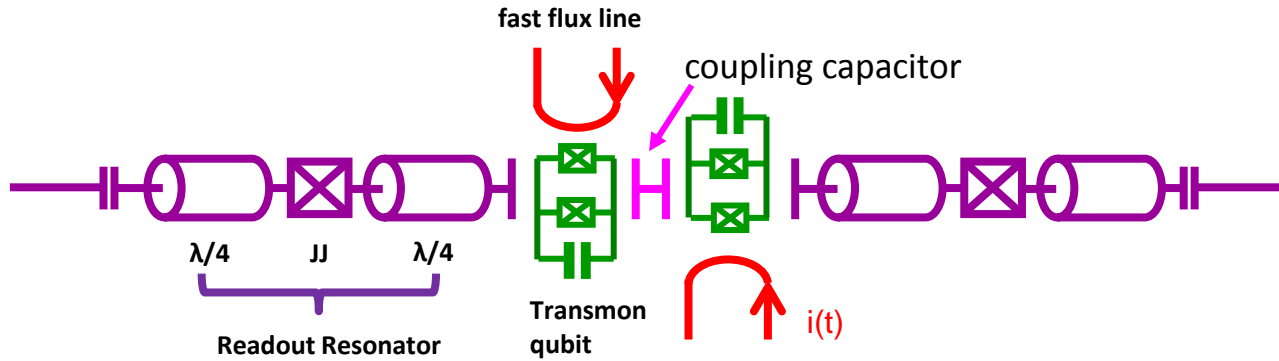 fast flux line
coupling capacitor
λ/4
JJ
λ/4
Readout Resonator
Transmon
qubit
i(t)